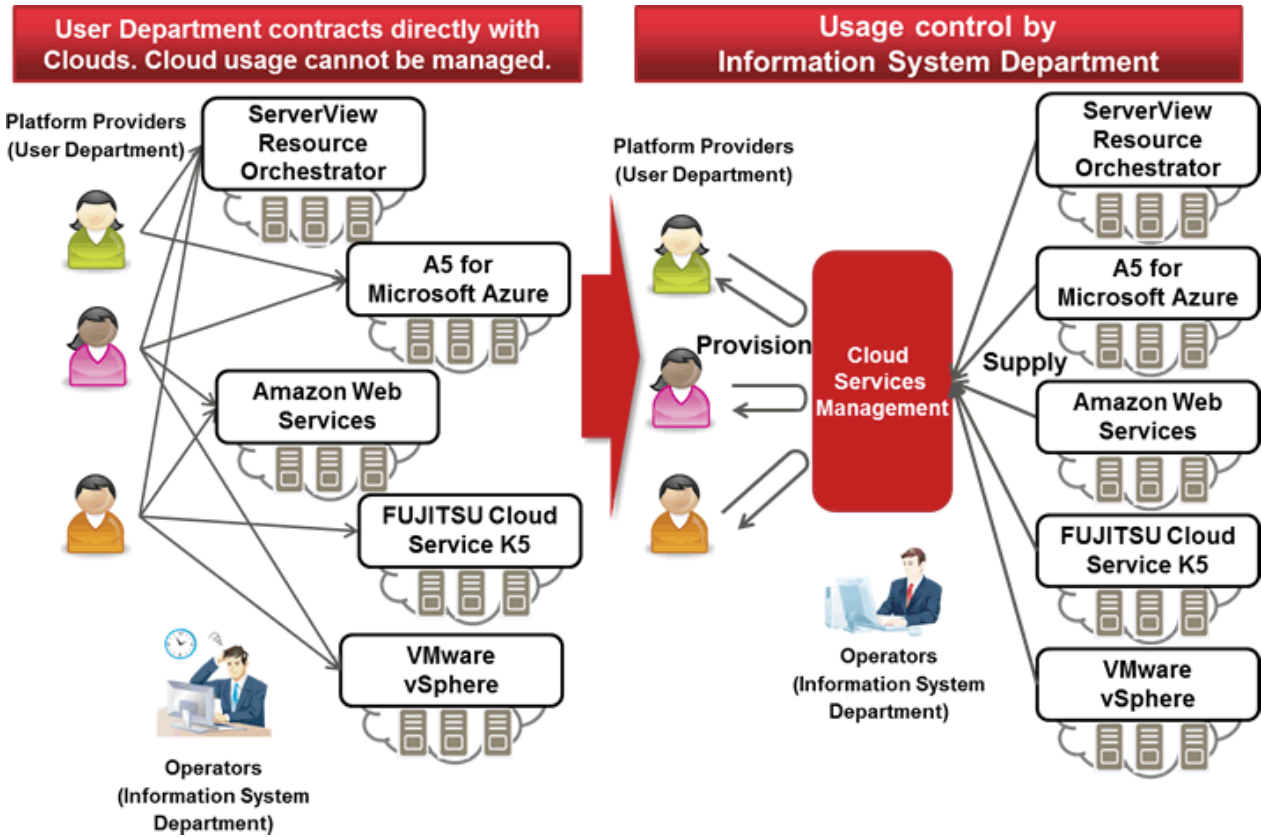 User Department contracts directly with
Clouds. Cloud usage cannot be managed.
Platform Providers
(User Department)
ServerView
Resource
Orchestrator
A5 for
Microsoft Azure
Amazon Web
Services
FUJITSU Cloud
Service K5
VMware
vSphere
Operators
(Information System
Department)
Usage control by
Information System Department
Platform Providers
(User Department)
Provision
Cloud
Services
Management
Supply
ServerView
Resource
Orchestrator
A5 for
Microsoft Azure
Amazon Web
Services
FUJITSU Cloud
Service K5
VMware
vSphere
Operators
(Information System
Department)